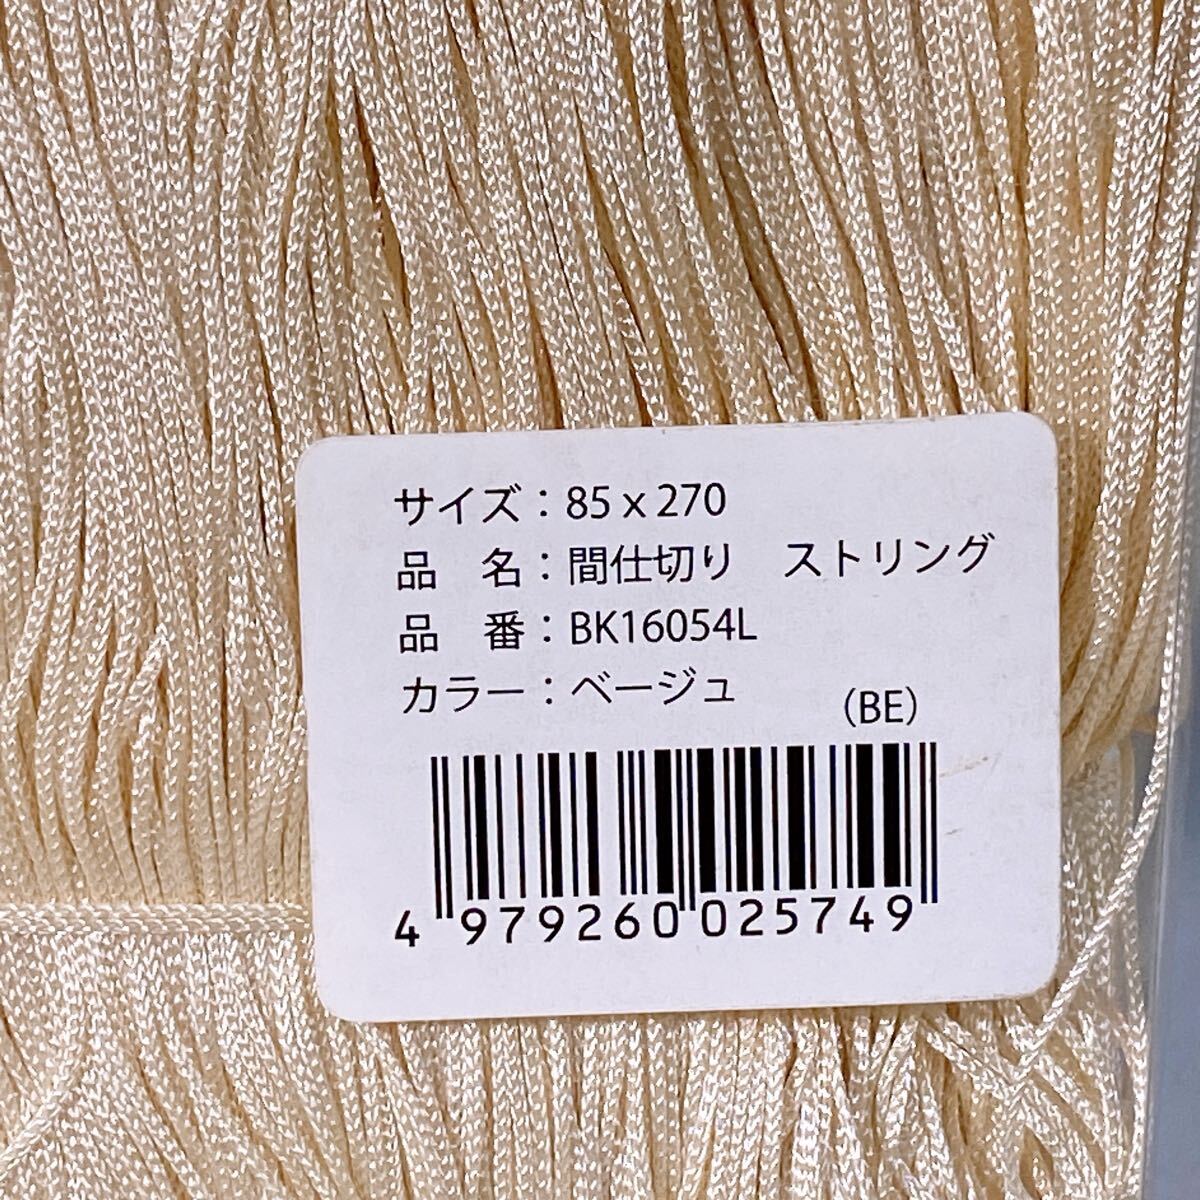 サイズ：85 x 270
品　名：間仕切り　ストリング
品　番：BK16054L
カラー：ベージュ
（BE）
4 979260 025749